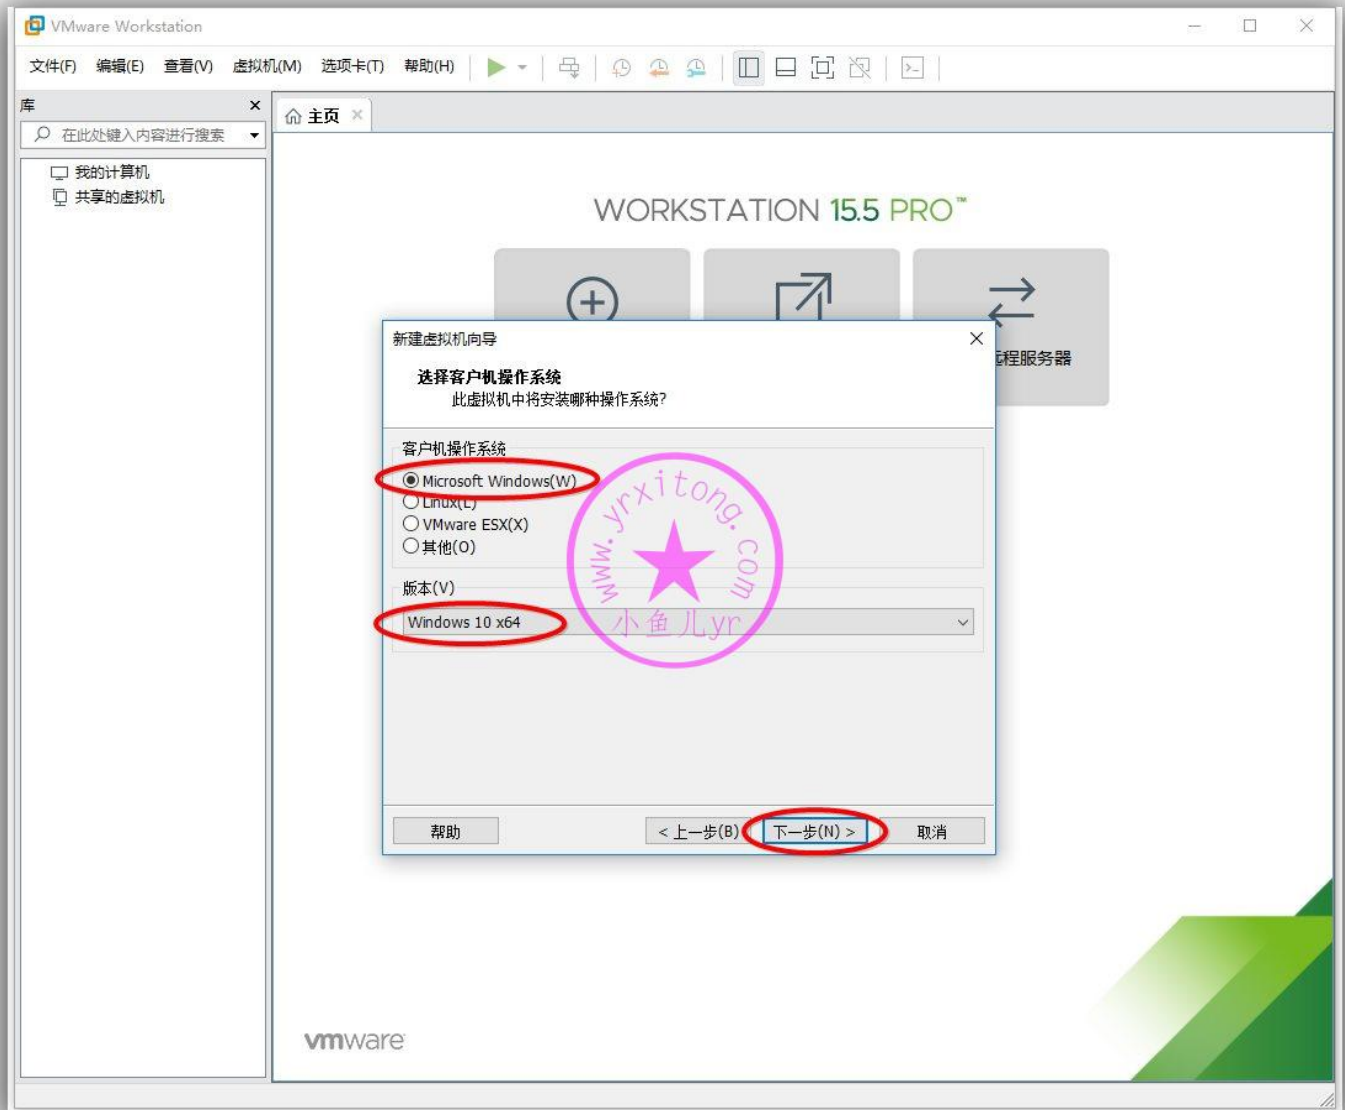 VMware Workstation
文件(F) 编辑(E) 查看(V) 虚拟机(M) 选项卡(T) 帮助(H)
库
主页
在此处键入内容进行搜索
我的计算机
共享的虚拟机
WORKSTATION 15.5 PRO™
程服务器
新建虚拟机向导
选择客户机操作系统
此虚拟机中将安装哪种操作系统?
客户机操作系统
Microsoft Windows(W)
Linux(L)
VMware ESX(X)
其他(O)
版本(V)
Windows 10 x64
www.yrxitong.com
小鱼儿yr
帮助
< 上一步(B)
下一步(N) >
取消
vmware